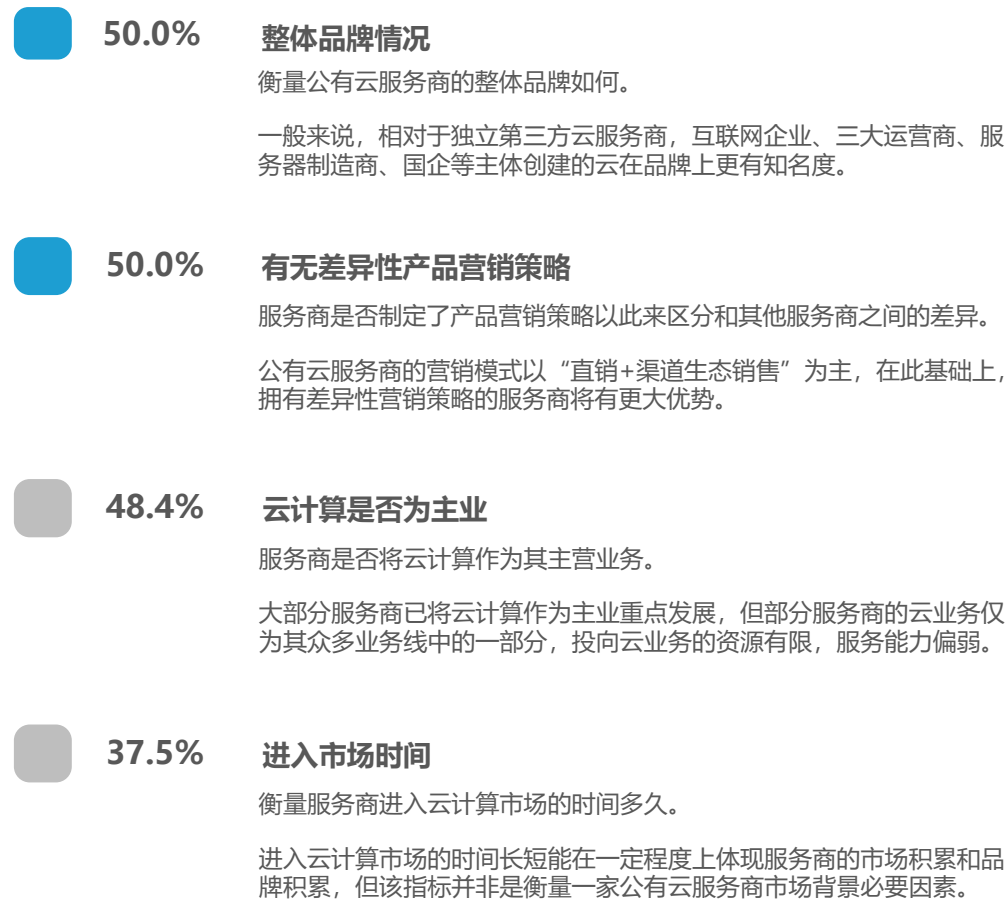 50.0% 整体品牌情况
衡量公有云服务商的整体品牌如何。
一般来说，相对于独立第三方云服务商，互联网企业、三大运营商、服
务器制造商、国企等主体创建的云在品牌上更有知名度。
50.0% 有无差异性产品营销策略
服务商是否制定了产品营销策略以此来区分和其他服务商之间的差异。
公有云服务商的营销模式以“直销+渠道生态销售”为主，在此基础上，
拥有差异性营销策略的服务商将有更大优势。
48.4% 云计算是否为主业
服务商是否将云计算作为其主营业务。
大部分服务商已将云计算作为主业重点发展，但部分服务商的云业务仅
为其众多业务线中的一部分，投向云业务的资源有限，服务能力偏弱。
37.5% 进入市场时间
衡量服务商进入云计算市场的时间多久。
进入云计算市场的时间长短能在一定程度上体现服务商的市场积累和品
牌积累，但该指标并非是衡量一家公有云服务商市场背景必要因素。